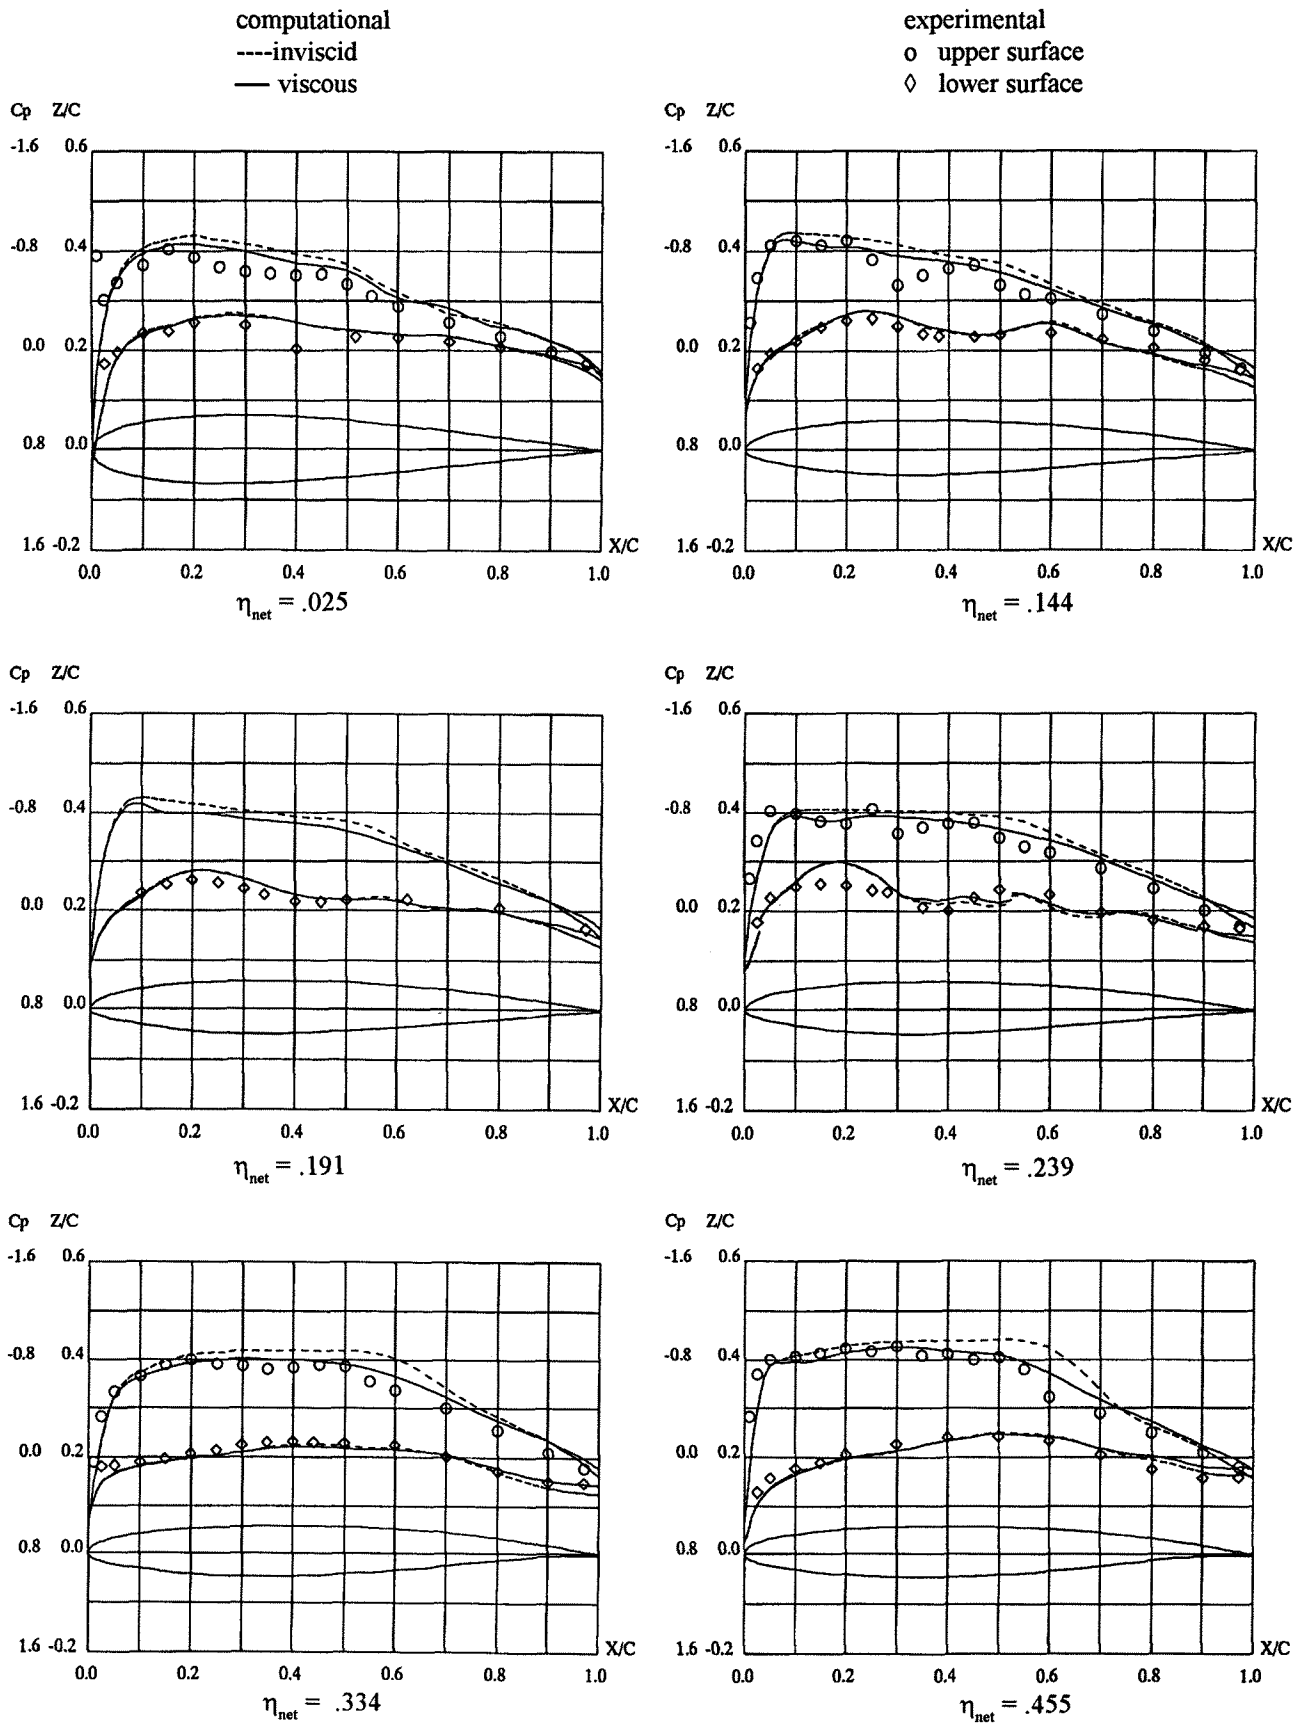 computational
----inviscid
— viscous
experimental
o upper surface
◊ lower surface
Cp Z/C
-1.6 0.6
-0.8 0.4
0.0 0.2
0.8 0.0
1.6 -0.2
X/C
0.0 0.2 0.4 0.6 0.8 1.0
ηnet = .025
Cp Z/C
-1.6 0.6
-0.8 0.4
0.0 0.2
0.8 0.0
1.6 -0.2
X/C
0.0 0.2 0.4 0.6 0.8 1.0
ηnet = .144
Cp Z/C
-1.6 0.6
-0.8 0.4
0.0 0.2
0.8 0.0
1.6 -0.2
X/C
0.0 0.2 0.4 0.6 0.8 1.0
ηnet = .191
Cp Z/C
-1.6 0.6
-0.8 0.4
0.0 0.2
0.8 0.0
1.6 -0.2
X/C
0.0 0.2 0.4 0.6 0.8 1.0
ηnet = .239
Cp Z/C
-1.6 0.6
-0.8 0.4
0.0 0.2
0.8 0.0
1.6 -0.2
X/C
0.0 0.2 0.4 0.6 0.8 1.0
ηnet = .334
Cp Z/C
-1.6 0.6
-0.8 0.4
0.0 0.2
0.8 0.0
1.6 -0.2
X/C
0.0 0.2 0.4 0.6 0.8 1.0
ηnet = .455